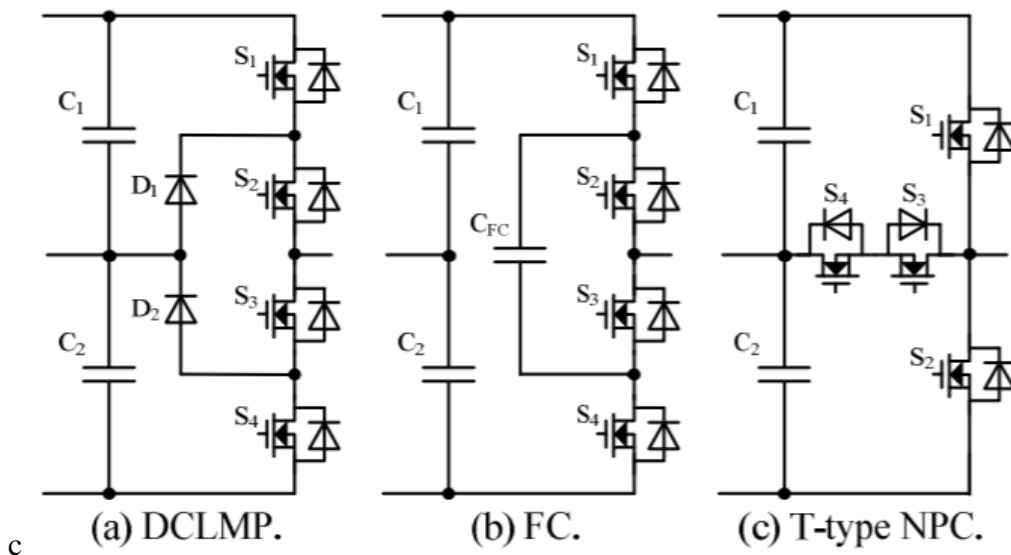 S1
S1
C1
C1
C1
S1
D1
S2
S2
S4
S3
CFC
D2
S3
S3
C2
C2
C2
S2
S4
S4
c
(a) DCLMP.
(b) FC.
(c) T-type NPC.